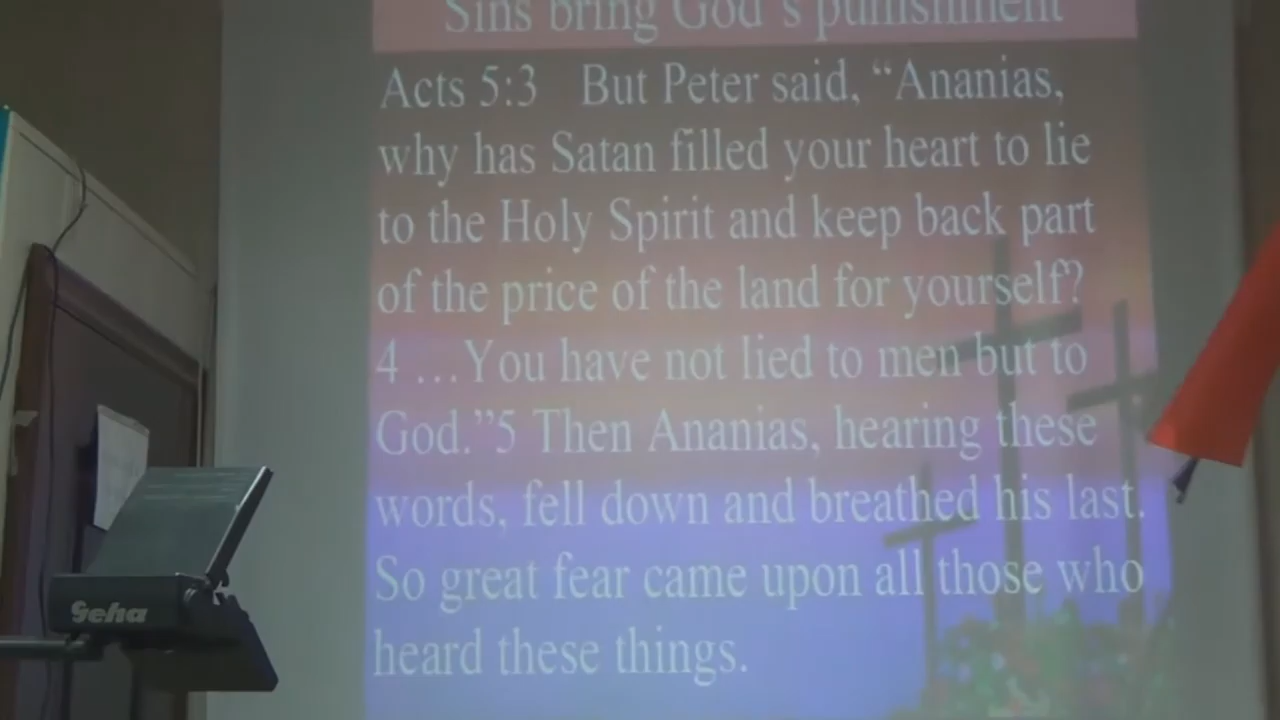 Sins bring God's punishment
Acts 5:3 But Peter said, “Ananias,
why has Satan filled your heart to lie
to the Holy Spirit and keep back part
of the price of the land for yourself?
4 …You have not lied to men but to
God.”5 Then Ananias, hearing these
words, fell down and breathed his last.
So great fear came upon all those who
heard these things.
Geha